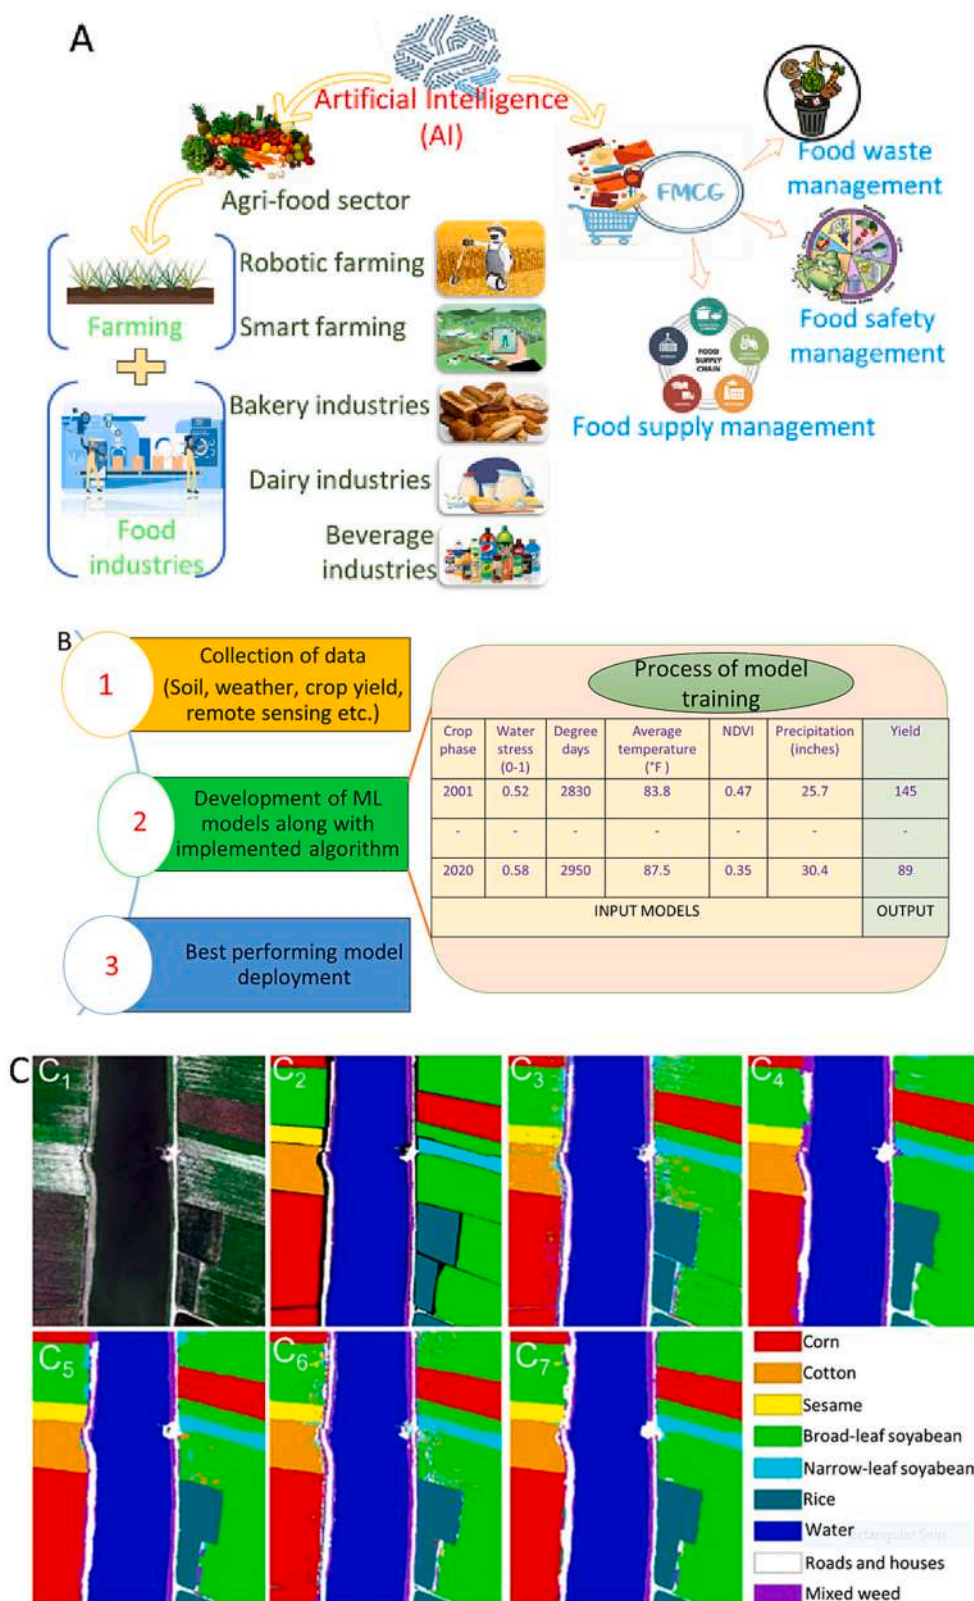 A
Artificial Intelligence
(AI)
Agri-food sector
Farming
Food
industries
Robotic farming
Smart farming
Bakery industries
Dairy industries
Beverage
industries
FMCG
Food waste
management
Food safety
management
FOOD
SUPPLY
CHAIN
Food supply management
B
1
Collection of data
(Soil, weather, crop yield,
remote sensing etc.)
2
Development of ML
models along with
implemented algorithm
3
Best performing model
deployment
Process of model
training
Crop phase Water stress (0-1) Degree days Average temperature (°F ) NDVI Precipitation (inches) Yield
2001 0.52 2830 83.8 0.47 25.7 145
- - - - - - -
2020 0.58 2950 87.5 0.35 30.4 89
INPUT MODELS OUTPUT
C
C1 C2 C3 C4
C5 C6 C7
Corn
Cotton
Sesame
Broad-leaf soyabean
Narrow-leaf soyabean
Rice
Water
Roads and houses
Mixed weed